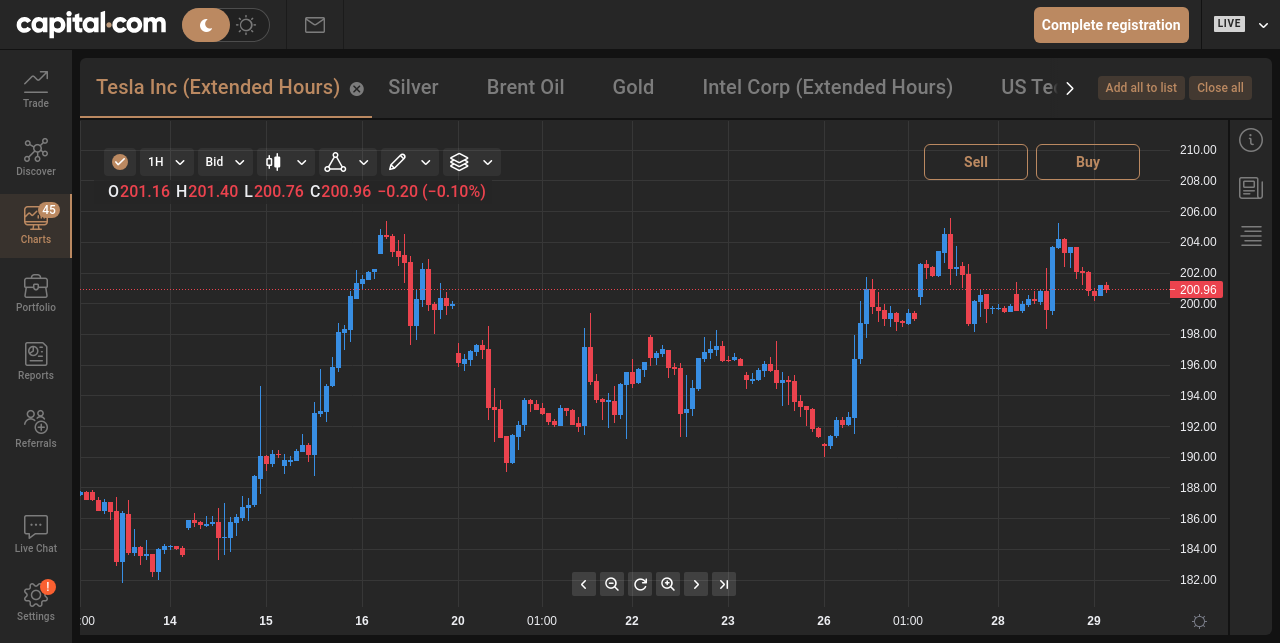 capital.com
Complete registration
LIVE
Trade
Discover
45
Charts
Portfolio
Reports
Referrals
Live Chat
!
Settings
Tesla Inc (Extended Hours) Silver Brent Oil Gold Intel Corp (Extended Hours) US Te
Add all to list Close all
1H Bid
Sell Buy
O201.16 H201.40 L200.76 C200.96 −0.20 (−0.10%)
210.00
208.00
206.00
204.00
202.00
200.96
200.00
198.00
196.00
194.00
192.00
190.00
188.00
186.00
184.00
182.00
:00 14 15 16 20 01:00 22 23 26 01:00 28 29